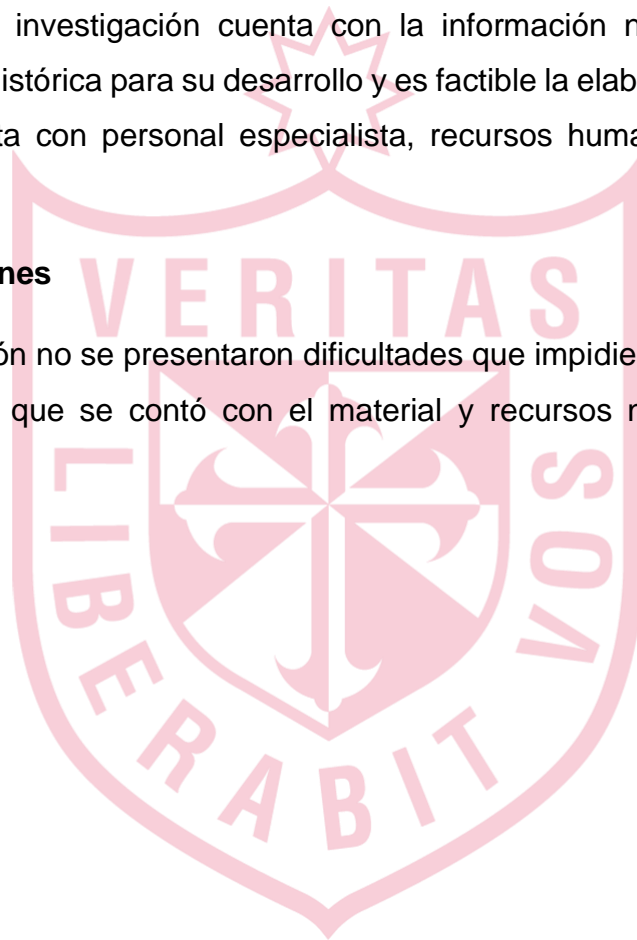 investigación cuenta con la información n
istórica para su desarrollo y es factible la elab
ta con personal especialista, recursos huma
nes
VERITAS
ón no se presentaron dificultades que impidie
que se contó con el material y recursos n
LIBERABIT VOS